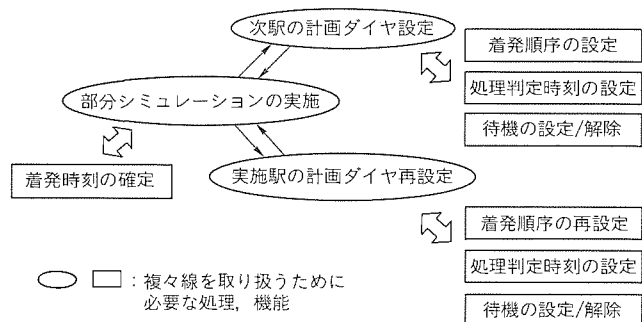 次駅の計画ダイヤ設定
着発順序の設定
処理判定時刻の設定
待機の設定/解除
部分シミュレーションの実施
着発時刻の確定
実施駅の計画ダイヤ再設定
着発順序の再設定
処理判定時刻の設定
待機の設定/解除
：複々線を取り扱うために
必要な処理，機能